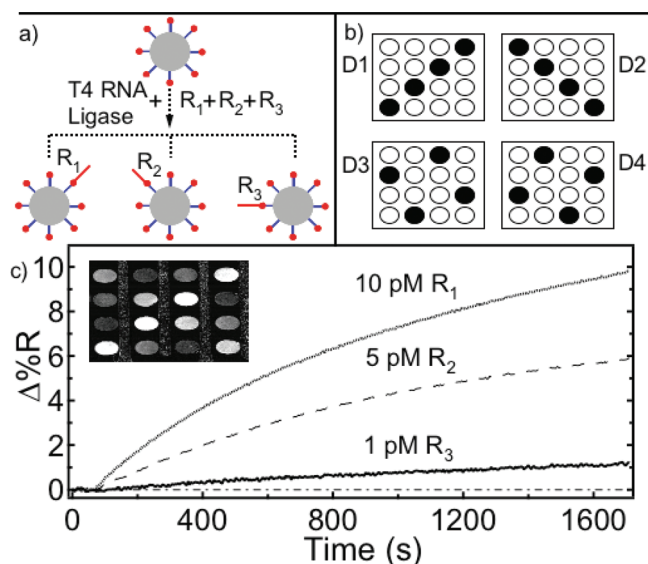 a)
T4 RNA
Ligase
+
R1+R2+R3
R1
R2
R3
b)
D1
D2
D3
D4
c)
10 pM R1
5 pM R2
1 pM R3
Δ%R
10
8
6
4
2
0
0 400 800 1200 1600
Time (s)